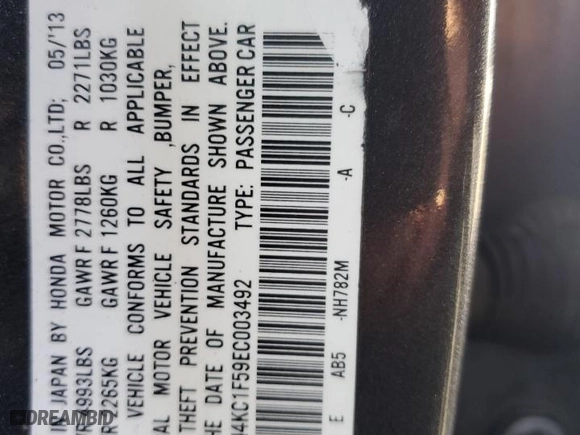 IN JAPAN BY HONDA MOTOR CO.,LTD; 05/'13
4993LBS GAWR F 2778LBS R 2271LBS
2265KG GAWR F 1260KG R 1030KG
VEHICLE CONFORMS TO ALL APPLICABLE
AL MOTOR VEHICLE SAFETY ,BUMPER,
THEFT PREVENTION STANDARDS IN EFFECT
HE DATE OF MANUFACTURE SHOWN ABOVE.
4KC1F59EC003492 TYPE: PASSENGER CAR
E AB5 -NH782M -A -C
DREAMBID